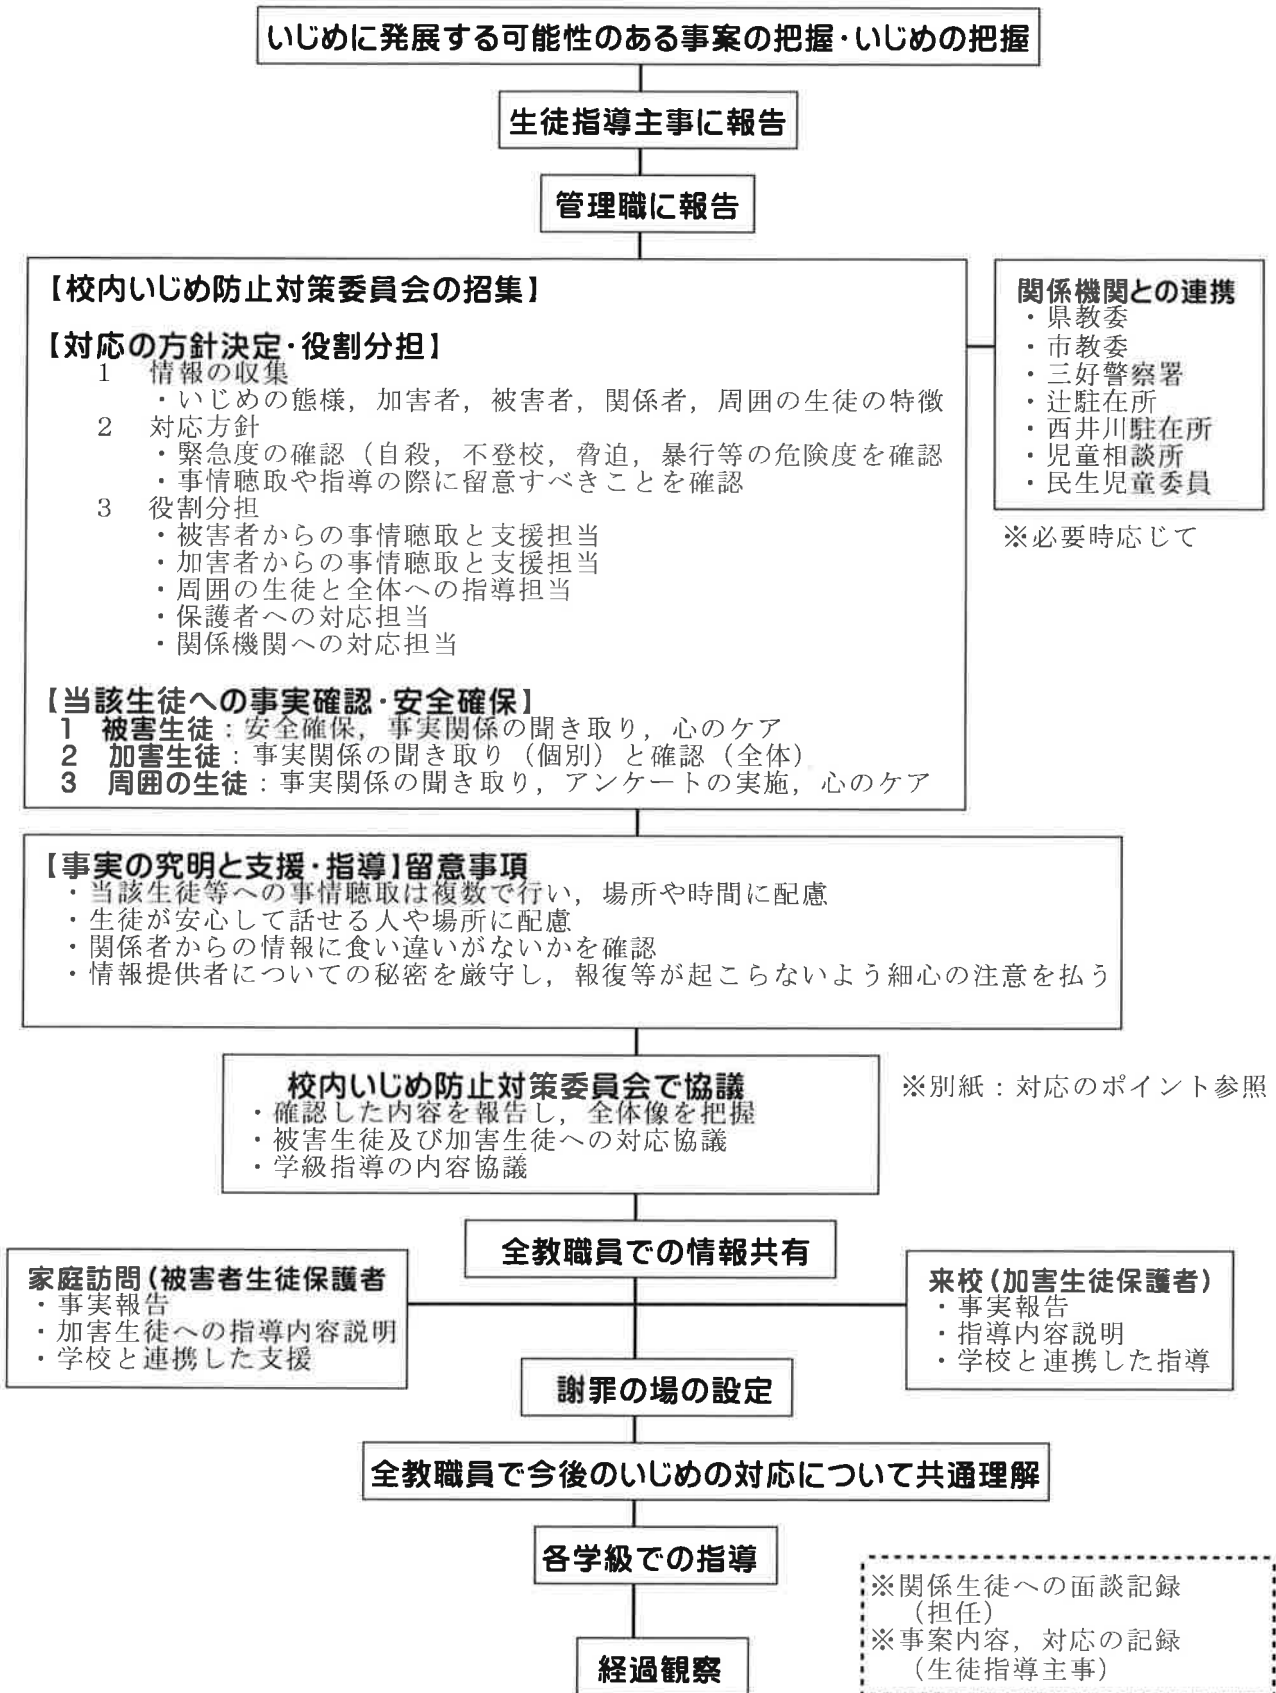 いじめに発展する可能性のある事案の把握・いじめの把握
生徒指導主事に報告
管理職に報告
【校内いじめ防止対策委員会の招集】
【対応の方針決定・役割分担】
1 情報の収集
・いじめの態様，加害者，被害者，関係者，周囲の生徒の特徴
2 対応方針
・緊急度の確認（自殺，不登校，脅迫，暴行等の危険度を確認
・事情聴取や指導の際に留意すべきことを確認
3 役割分担
・被害者からの事情聴取と支援担当
・加害者からの事情聴取と支援担当
・周囲の生徒と全体への指導担当
・保護者への対応担当
・関係機関への対応担当
【当該生徒への事実確認・安全確保】
1 被害生徒：安全確保，事実関係の聞き取り，心のケア
2 加害生徒：事実関係の聞き取り（個別）と確認（全体）
3 周囲の生徒：事実関係の聞き取り，アンケートの実施，心のケア
関係機関との連携
・県教委
・市教委
・三好警察署
・辻駐在所
・西井川駐在所
・児童相談所
・民生児童委員
※必要時応じて
【事実の究明と支援・指導】留意事項
・当該生徒等への事情聴取は複数で行い，場所や時間に配慮
・生徒が安心して話せる人や場所に配慮
・関係者からの情報に食い違いがないかを確認
・情報提供者についての秘密を厳守し，報復等が起こらないよう細心の注意を払う
校内いじめ防止対策委員会で協議
・確認した内容を報告し，全体像を把握
・被害生徒及び加害生徒への対応協議
・学級指導の内容協議
※別紙：対応のポイント参照
全教職員での情報共有
家庭訪問（被害者生徒保護者
・事実報告
・加害生徒への指導内容説明
・学校と連携した支援
来校（加害生徒保護者）
・事実報告
・指導内容説明
・学校と連携した指導
謝罪の場の設定
全教職員で今後のいじめの対応について共通理解
各学級での指導
経過観察
※関係生徒への面談記録
（担任）
※事案内容，対応の記録
（生徒指導主事）